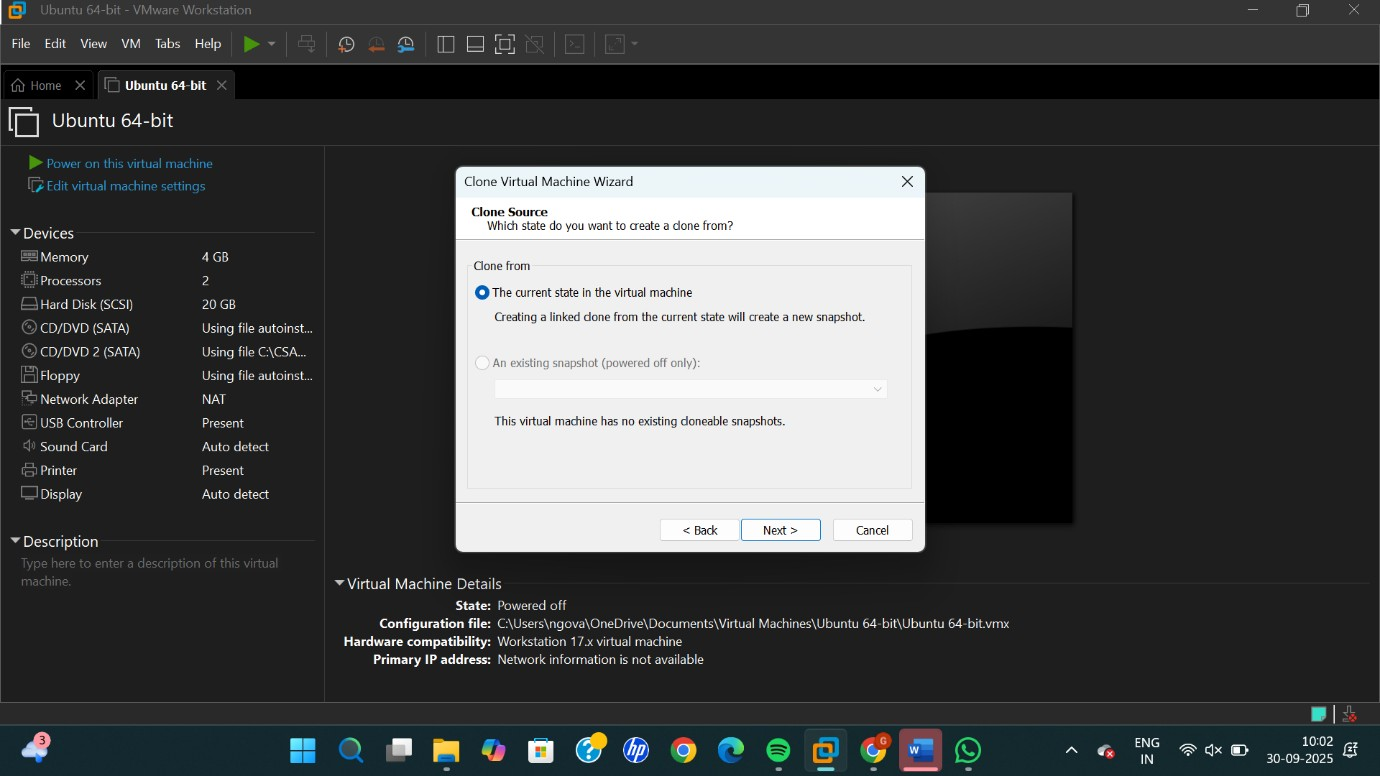 Ubuntu 64-bit - VMware Workstation
File Edit View VM Tabs Help
Home
Ubuntu 64-bit
Ubuntu 64-bit
Power on this virtual machine
Edit virtual machine settings
Devices
Memory 4 GB
Processors 2
Hard Disk (SCSI) 20 GB
CD/DVD (SATA) Using file autoinst...
CD/DVD 2 (SATA) Using file C:\CSA...
Floppy Using file autoinst...
Network Adapter NAT
USB Controller Present
Sound Card Auto detect
Printer Present
Display Auto detect
Description
Type here to enter a description of this virtual
machine.
Clone Virtual Machine Wizard
Clone Source
Which state do you want to create a clone from?
Clone from
The current state in the virtual machine
Creating a linked clone from the current state will create a new snapshot.
An existing snapshot (powered off only):
This virtual machine has no existing cloneable snapshots.
< Back Next > Cancel
Virtual Machine Details
State: Powered off
Configuration file: C:\Users\ngova\OneDrive\Documents\Virtual Machines\Ubuntu 64-bit\Ubuntu 64-bit.vmx
Hardware compatibility: Workstation 17.x virtual machine
Primary IP address: Network information is not available
3
hp
G
W
ENG
IN
10:02
30-09-2025